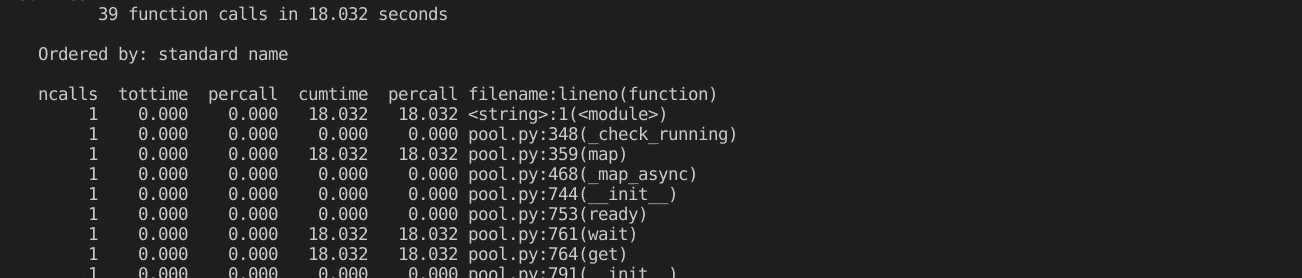 39 function calls in 18.032 seconds
Ordered by: standard name
ncalls tottime percall cumtime percall filename:lineno(function)
1 0.000 0.000 18.032 18.032 <string>:1(<module>)
1 0.000 0.000 0.000 0.000 pool.py:348(_check_running)
1 0.000 0.000 18.032 18.032 pool.py:359(map)
1 0.000 0.000 0.000 0.000 pool.py:468(_map_async)
1 0.000 0.000 0.000 0.000 pool.py:744(__init__)
1 0.000 0.000 0.000 0.000 pool.py:753(ready)
1 0.000 0.000 18.032 18.032 pool.py:761(wait)
1 0.000 0.000 18.032 18.032 pool.py:764(get)
1 0.000 0.000 0.000 0.000 pool.py:791(__init__)